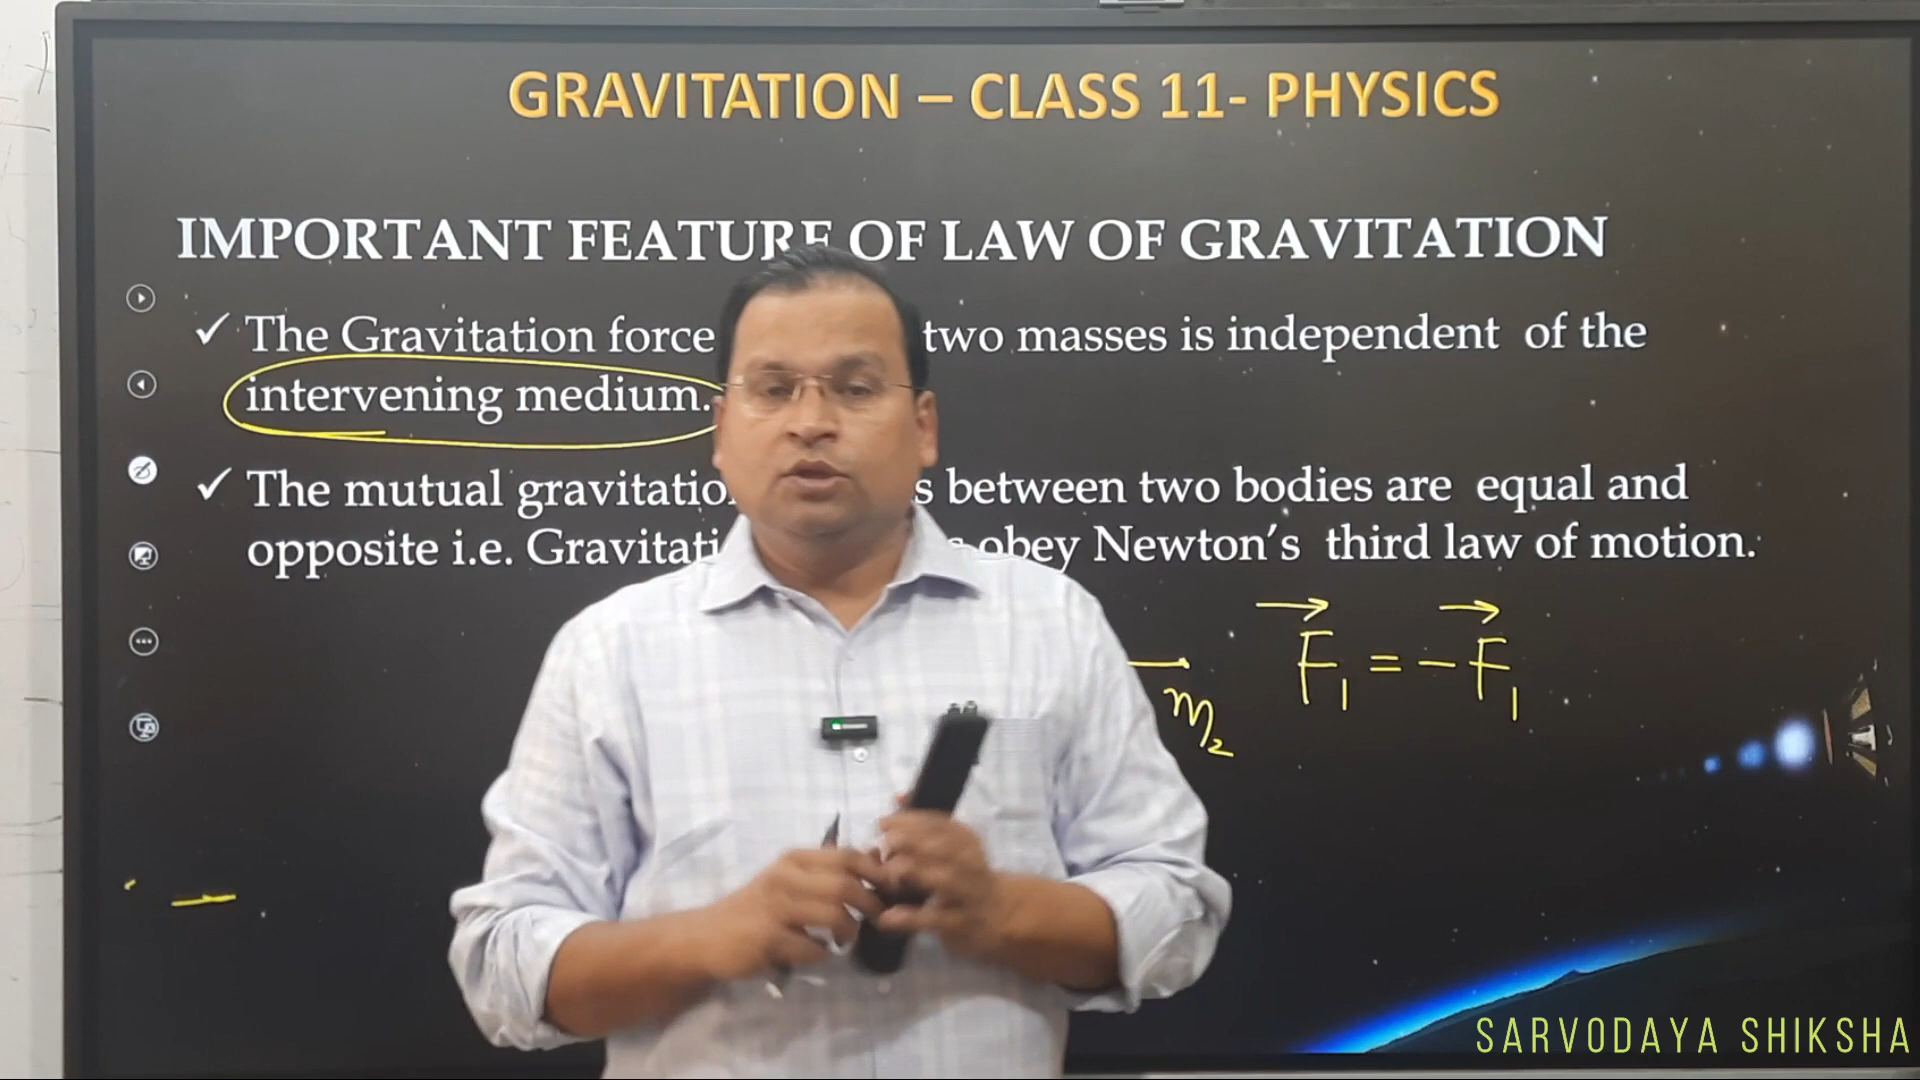 GRAVITATION – CLASS 11- PHYSICS
IMPORTANT FEATURE OF LAW OF GRAVITATION
✓ The Gravitation force two masses is independent of the
intervening medium.
✓ The mutual between two bodies are equal and
opposite i.e. obey Newton's third law of motion.
F₁ = -F₁
m₂
SARVODAYA SHIKSHA